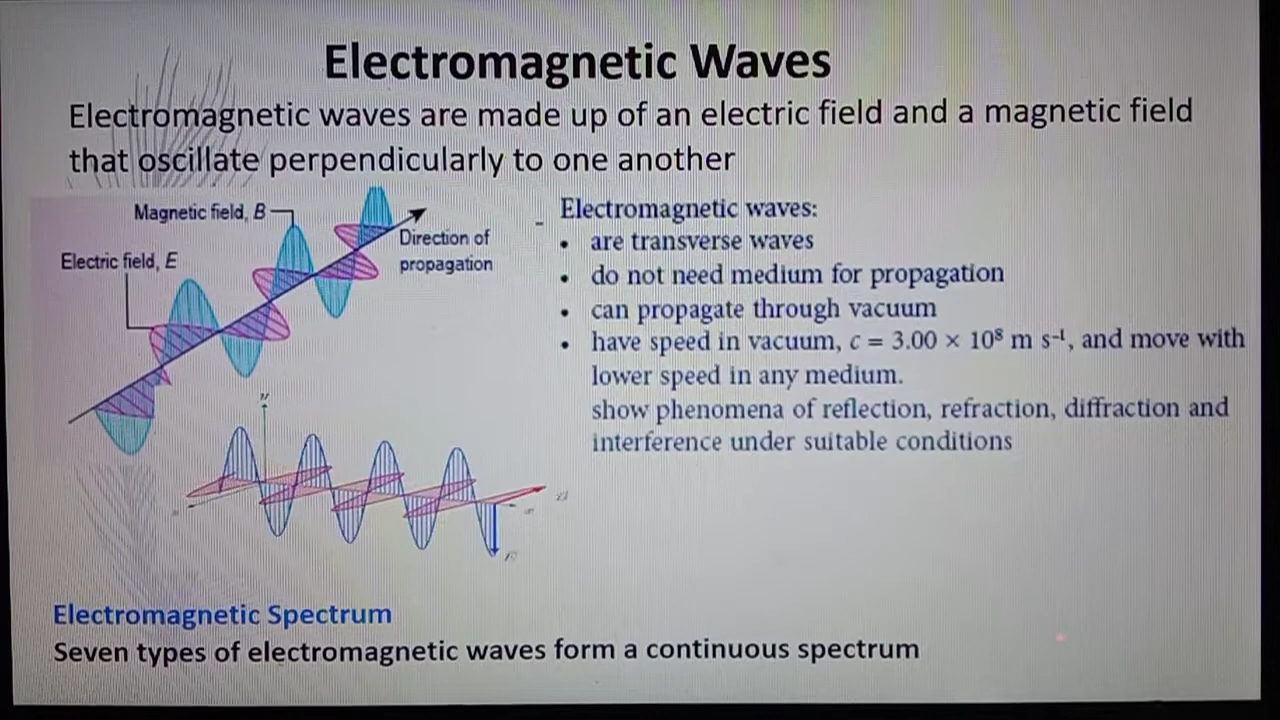 Electromagnetic Waves
Electromagnetic waves are made up of an electric field and a magnetic field
that oscillate perpendicularly to one another
Magnetic field, B
Electric field, E
Direction of
propagation
Electromagnetic waves:
• are transverse waves
• do not need medium for propagation
• can propagate through vacuum
• have speed in vacuum, c = 3.00 × 10⁸ m s⁻¹, and move with
lower speed in any medium.
show phenomena of reflection, refraction, diffraction and
interference under suitable conditions
Electromagnetic Spectrum
Seven types of electromagnetic waves form a continuous spectrum